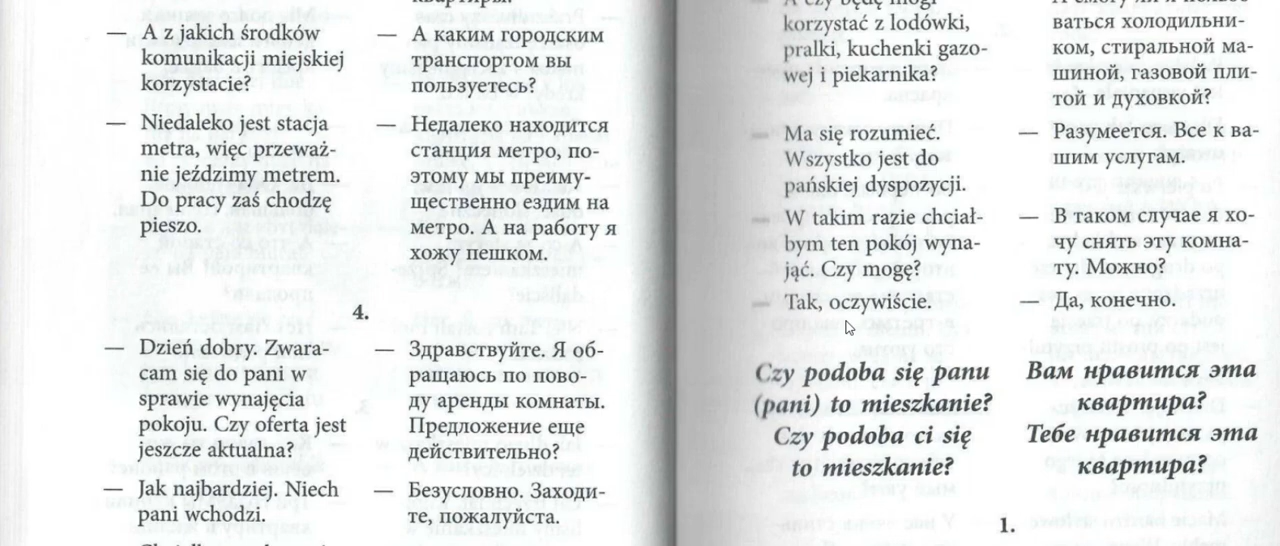 — A z jakich środków
komunikacji miejskiej
korzystacie?
— Niedaleko jest stacja
metra, więc przeważ-
nie jeździmy metrem.
Do pracy zaś chodzę
pieszo.
квартиры.
— А каким городским
транспортом вы
пользуетесь?
— Недалеко находится
станция метро, по-
этому мы преиму-
щественно ездим на
метро. А на работу я
хожу пешком.
4.
— Dzień dobry. Zwara-
cam się do pani w
sprawie wynajęcia
pokoju. Czy oferta jest
jeszcze aktualna?
— Jak najbardziej. Niech
pani wchodzi.
— Здравствуйте. Я об-
ращаюсь по пово-
ду аренды комнаты.
Предложение еще
действительно?
— Безусловно. Заходи-
те, пожалуйста.
A czy będę mógł
korzystać z lodówki,
pralki, kuchenki gazo-
wej i piekarnika?
— Ma się rozumieć.
Wszystko jest do
pańskiej dyspozycji.
— W takim razie chciał-
bym ten pokój wyna-
jąć. Czy mogę?
— Tak, oczywiście.
А смогу ли я пользо-
ваться холодильни-
ком, стиральной ма-
шиной, газовой пли-
той и духовкой?
— Разумеется. Все к ва-
шим услугам.
— В таком случае я хо-
чу снять эту комна-
ту. Можно?
— Да, конечно.
Czy podoba się panu
(pani) to mieszkanie?
Czy podoba ci się
to mieszkanie?
Вам нравится эта
квартира?
Тебе нравится эта
квартира?
1.